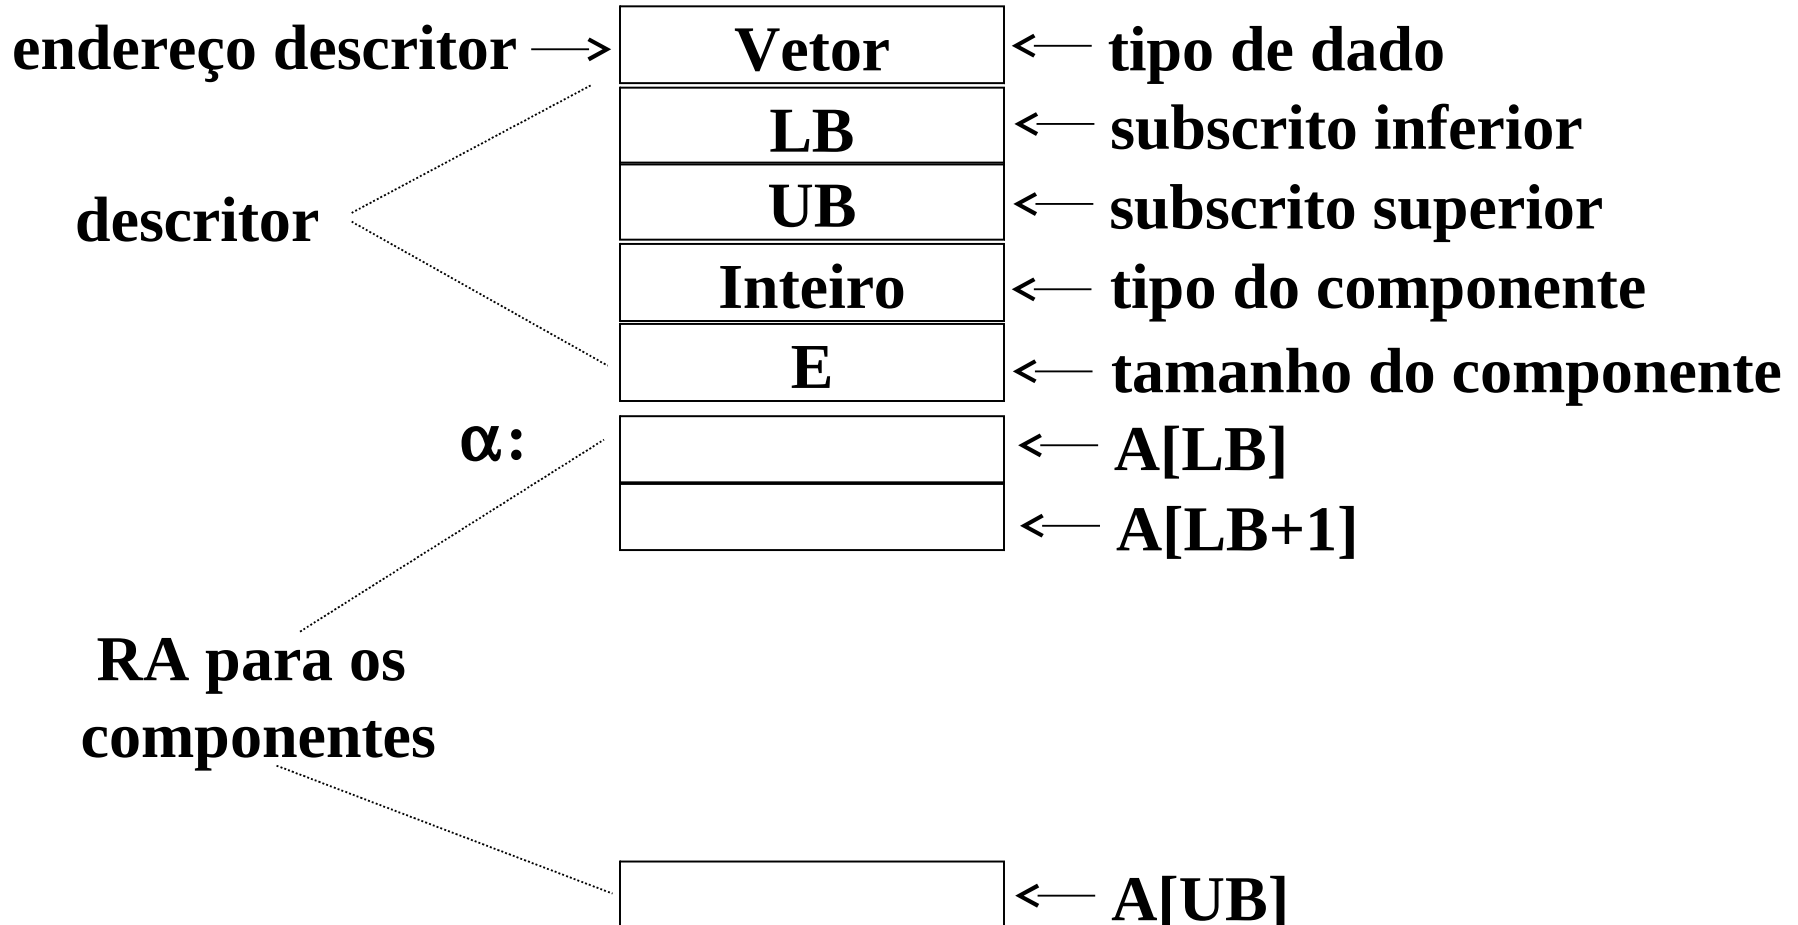 endereço descritor Vetor tipo de dado
LB subscrito inferior
descritor UB subscrito superior
Inteiro tipo do componente
E tamanho do componente
α: A[LB]
A[LB+1]
RA para os
componentes
A[UB]